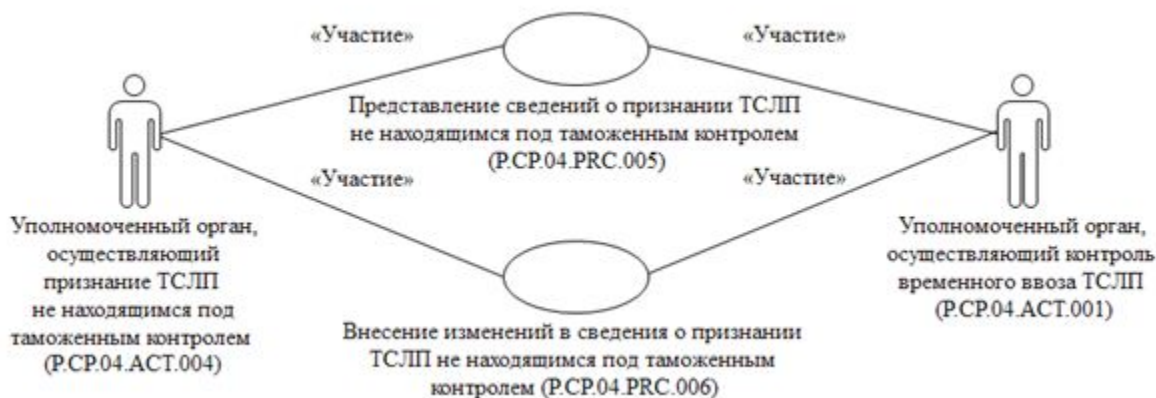 «Участие»
«Участие»
Представление сведений о признании ТСЛП
не находящимся под таможенным контролем
(P.CP.04.PRC.005)
«Участие»
«Участие»
Уполномоченный орган,
осуществляющий
признание ТСЛП
не находящимся под
таможенным контролем
(P.CP.04.ACT.004)
Уполномоченный орган,
осуществляющий контроль
временного ввоза ТСЛП
(P.CP.04.ACT.001)
Внесение изменений в сведения о признании
ТСЛП не находящимся под таможенным
контролем (P.CP.04.PRC.006)